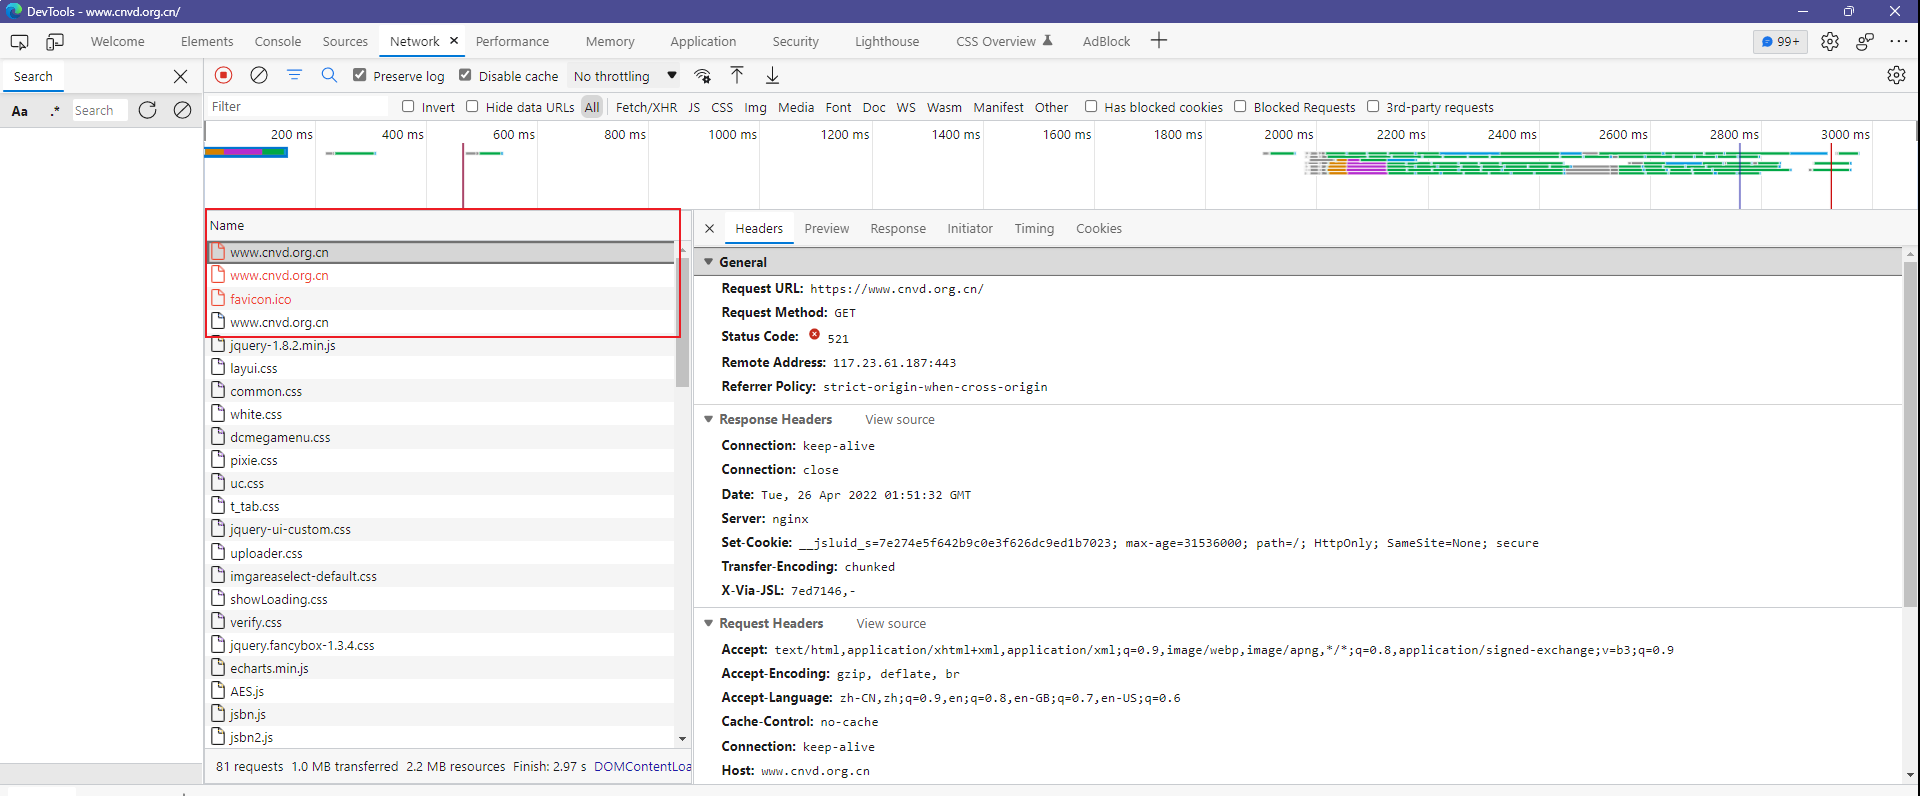 DevTools - www.cnvd.org.cn/
Welcome Elements Console Sources Network Performance Memory Application Security Lighthouse CSS Overview AdBlock 99+
Search
Preserve log Disable cache No throttling
Aa .* Search
Filter Invert Hide data URLs All Fetch/XHR JS CSS Img Media Font Doc WS Wasm Manifest Other Has blocked cookies Blocked Requests 3rd-party requests
200 ms 400 ms 600 ms 800 ms 1000 ms 1200 ms 1400 ms 1600 ms 1800 ms 2000 ms 2200 ms 2400 ms 2600 ms 2800 ms 3000 ms
Name
www.cnvd.org.cn
www.cnvd.org.cn
favicon.ico
www.cnvd.org.cn
jquery-1.8.2.min.js
layui.css
common.css
white.css
dcmegamenu.css
pixie.css
uc.css
t_tab.css
jquery-ui-custom.css
uploader.css
imgareaselect-default.css
showLoading.css
verify.css
jquery.fancybox-1.3.4.css
echarts.min.js
AES.js
jsbn.js
jsbn2.js
81 requests 1.0 MB transferred 2.2 MB resources Finish: 2.97 s DOMContentLoa
Headers Preview Response Initiator Timing Cookies
General
Request URL: https://www.cnvd.org.cn/
Request Method: GET
Status Code: 521
Remote Address: 117.23.61.187:443
Referrer Policy: strict-origin-when-cross-origin
Response Headers View source
Connection: keep-alive
Connection: close
Date: Tue, 26 Apr 2022 01:51:32 GMT
Server: nginx
Set-Cookie: __jsluid_s=7e274e5f642b9c0e3f626dc9ed1b7023; max-age=31536000; path=/; HttpOnly; SameSite=None; secure
Transfer-Encoding: chunked
X-Via-JSL: 7ed7146,-
Request Headers View source
Accept: text/html,application/xhtml+xml,application/xml;q=0.9,image/webp,image/apng,*/*;q=0.8,application/signed-exchange;v=b3;q=0.9
Accept-Encoding: gzip, deflate, br
Accept-Language: zh-CN,zh;q=0.9,en;q=0.8,en-GB;q=0.7,en-US;q=0.6
Cache-Control: no-cache
Connection: keep-alive
Host: www.cnvd.org.cn